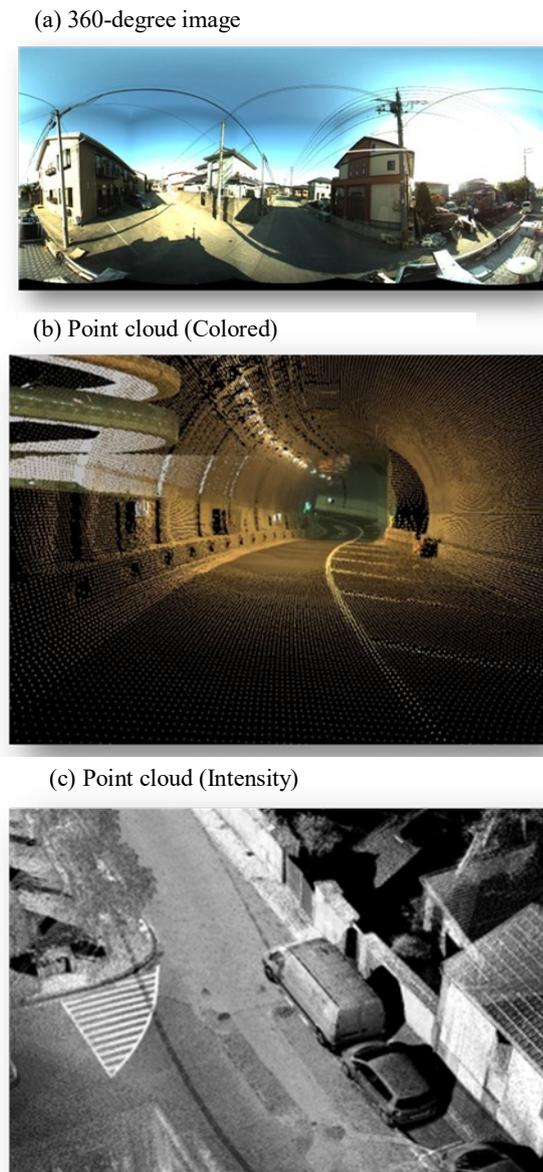 (a) 360-degree image
(b) Point cloud (Colored)
(c) Point cloud (Intensity)